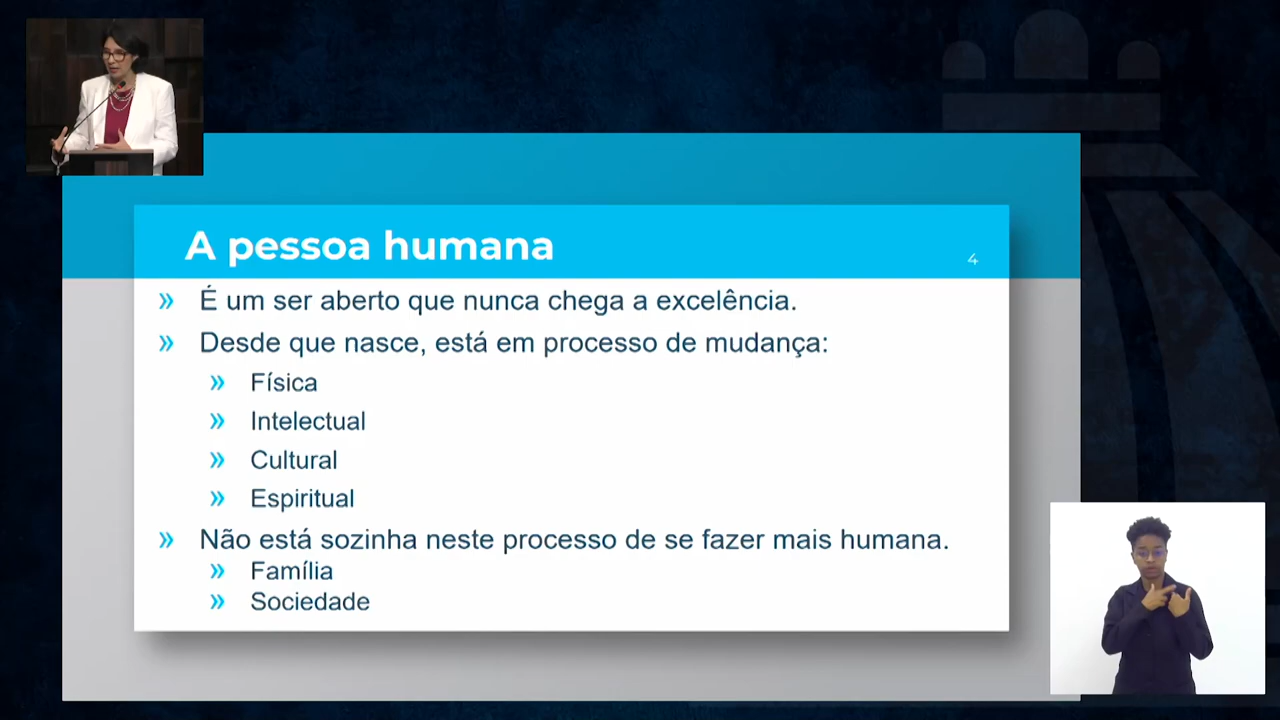 A pessoa humana
4
» É um ser aberto que nunca chega a excelência.
» Desde que nasce, está em processo de mudança:
» Física
» Intelectual
» Cultural
» Espiritual
» Não está sozinha neste processo de se fazer mais humana.
» Família
» Sociedade